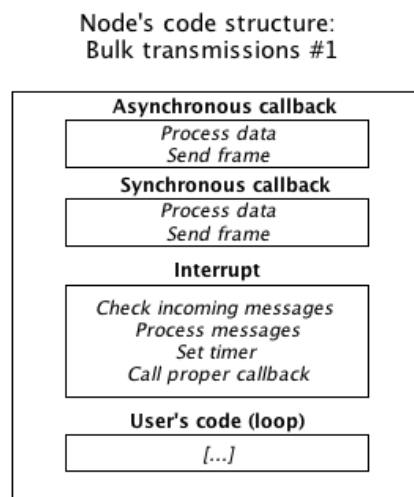 Node's code structure:
Bulk transmissions #1
Asynchronous callback
Process data
Send frame
Synchronous callback
Process data
Send frame
Interrupt
Check incoming messages
Process messages
Set timer
Call proper callback
User's code (loop)
[...]